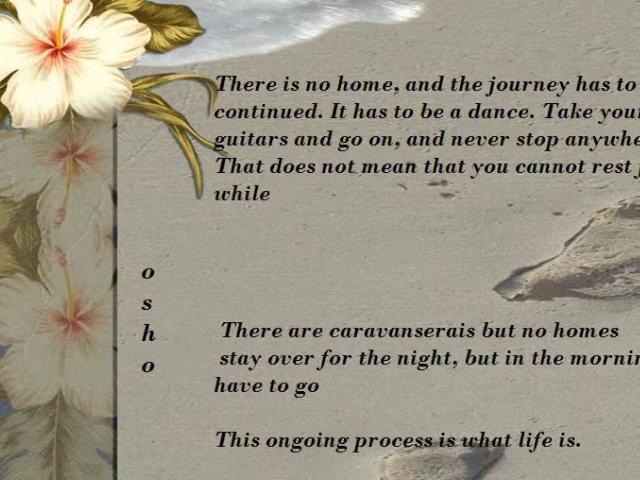 There is no home, and the journey has to
continued. It has to be a dance. Take your
guitars and go on, and never stop
That does not mean that you cannot rest
while
o
s
h
o
There are caravanserais but no homes
stay over for the night, but in the
have to go
This ongoing process is what life is.